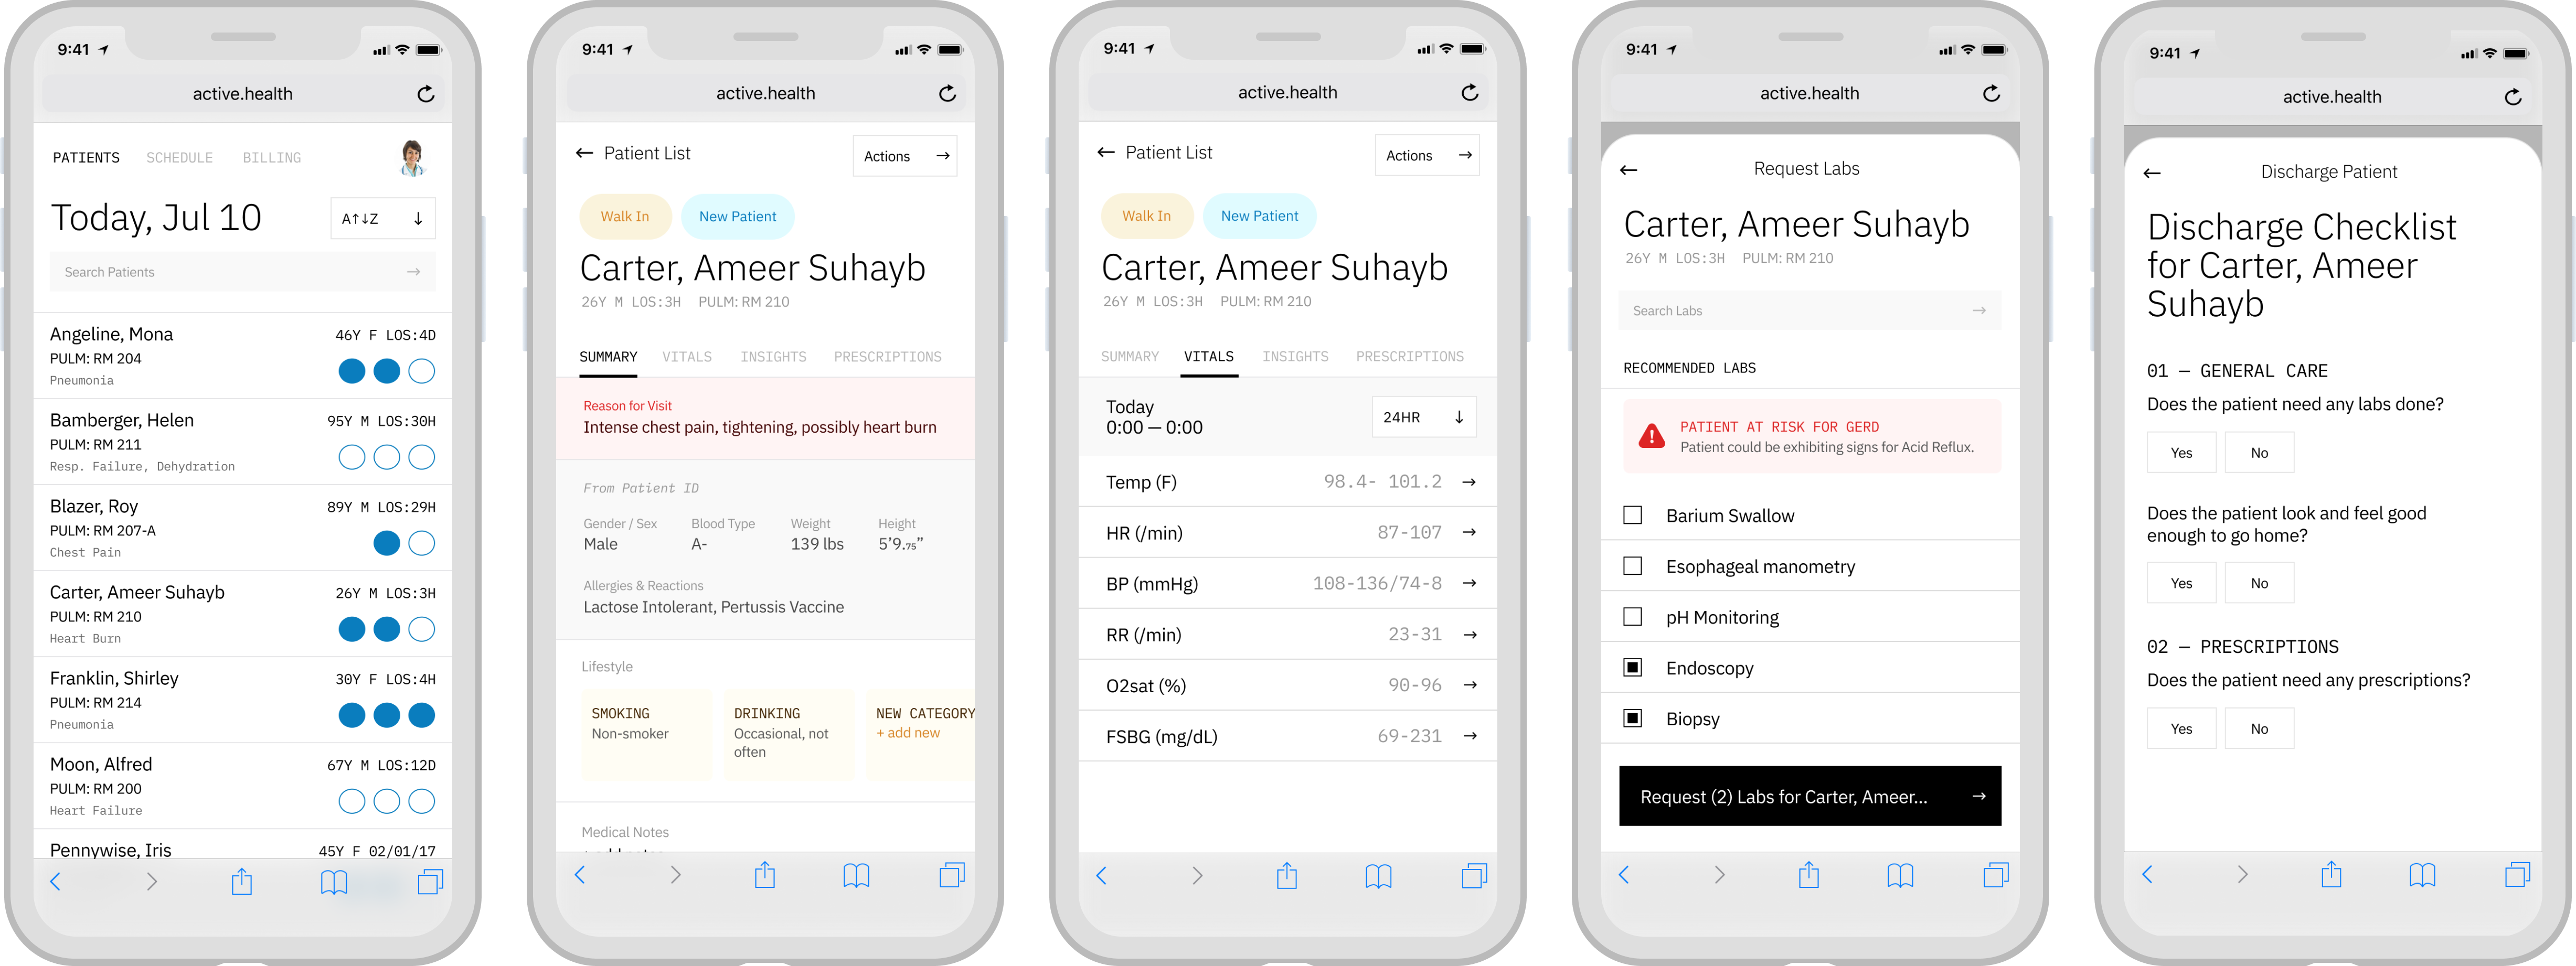 9:41
active.health
PATIENTS SCHEDULE BILLING
Today, Jul 10
A↑↓Z ↓
Search Patients →
Angeline, Mona 46Y F LOS:4D
PULM: RM 204
Pneumonia
Bamberger, Helen 95Y M LOS:30H
PULM: RM 211
Resp. Failure, Dehydration
Blazer, Roy 89Y M LOS:29H
PULM: RM 207-A
Chest Pain
Carter, Ameer Suhayb 26Y M LOS:3H
PULM: RM 210
Heart Burn
Franklin, Shirley 30Y F LOS:4H
PULM: RM 214
Pneumonia
Moon, Alfred 67Y M LOS:12D
PULM: RM 200
Heart Failure
Pennywise, Iris 45Y F 02/01/17
9:41
active.health
← Patient List Actions →
Walk In New Patient
Carter, Ameer Suhayb
26Y M LOS:3H PULM: RM 210
SUMMARY VITALS INSIGHTS PRESCRIPTIONS
Reason for Visit
Intense chest pain, tightening, possibly heart burn
From Patient ID
Gender / Sex Blood Type Weight Height
Male A- 139 lbs 5’9.75”
Allergies & Reactions
Lactose Intolerant, Pertussis Vaccine
Lifestyle
SMOKING DRINKING NEW CATEGORY
Non-smoker Occasional, not + add new
often
Medical Notes
+ add notes
9:41
active.health
← Patient List Actions →
Walk In New Patient
Carter, Ameer Suhayb
26Y M LOS:3H PULM: RM 210
SUMMARY VITALS INSIGHTS PRESCRIPTIONS
Today
0:00 — 0:00 24HR ↓
Temp (F) 98.4- 101.2 →
HR (/min) 87-107 →
BP (mmHg) 108-136/74-8 →
RR (/min) 23-31 →
O2sat (%) 90-96 →
FSBG (mg/dL) 69-231 →
9:41
active.health
← Request Labs
Carter, Ameer Suhayb
26Y M LOS:3H PULM: RM 210
Search Labs →
RECOMMENDED LABS
PATIENT AT RISK FOR GERD
Patient could be exhibiting signs for Acid Reflux.
Barium Swallow
Esophageal manometry
pH Monitoring
Endoscopy
Biopsy
Request (2) Labs for Carter, Ameer... →
9:41
active.health
← Discharge Patient
Discharge Checklist
for Carter, Ameer
Suhayb
01 — GENERAL CARE
Does the patient need any labs done?
Yes No
Does the patient look and feel good
enough to go home?
Yes No
02 — PRESCRIPTIONS
Does the patient need any prescriptions?
Yes No